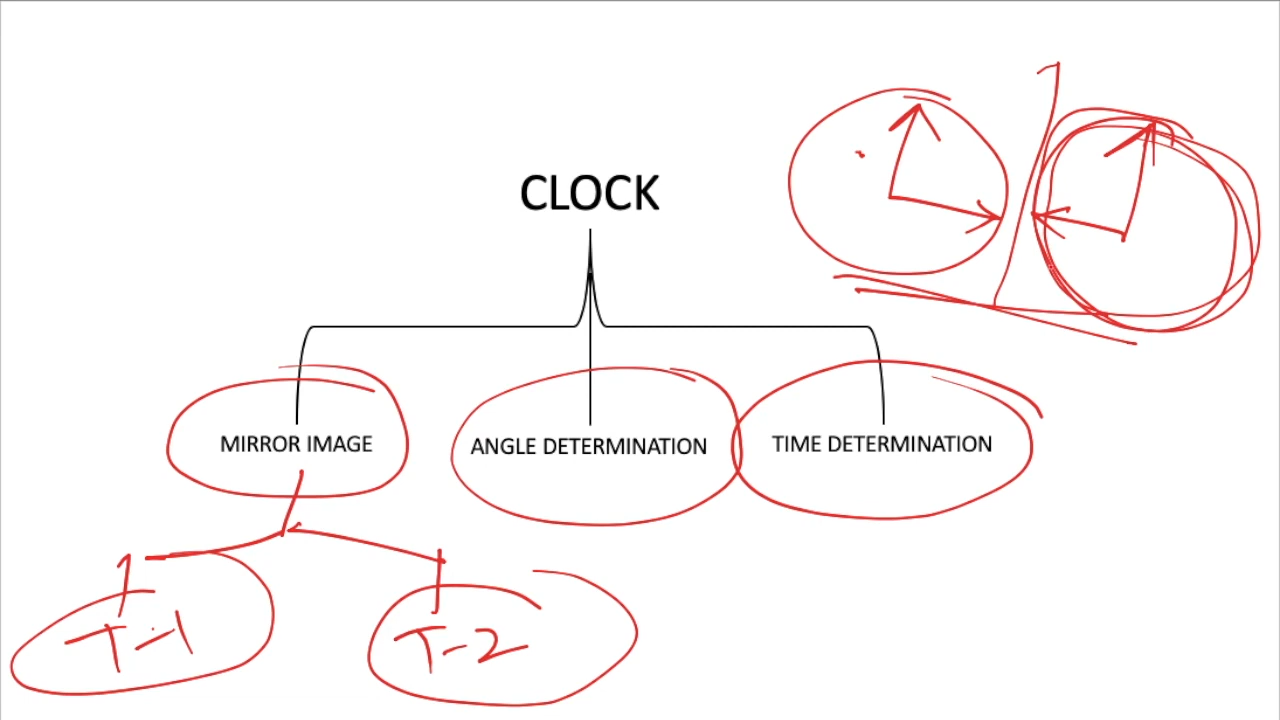 CLOCK
MIRROR IMAGE
ANGLE DETERMINATION
TIME DETERMINATION
T-1
T-2